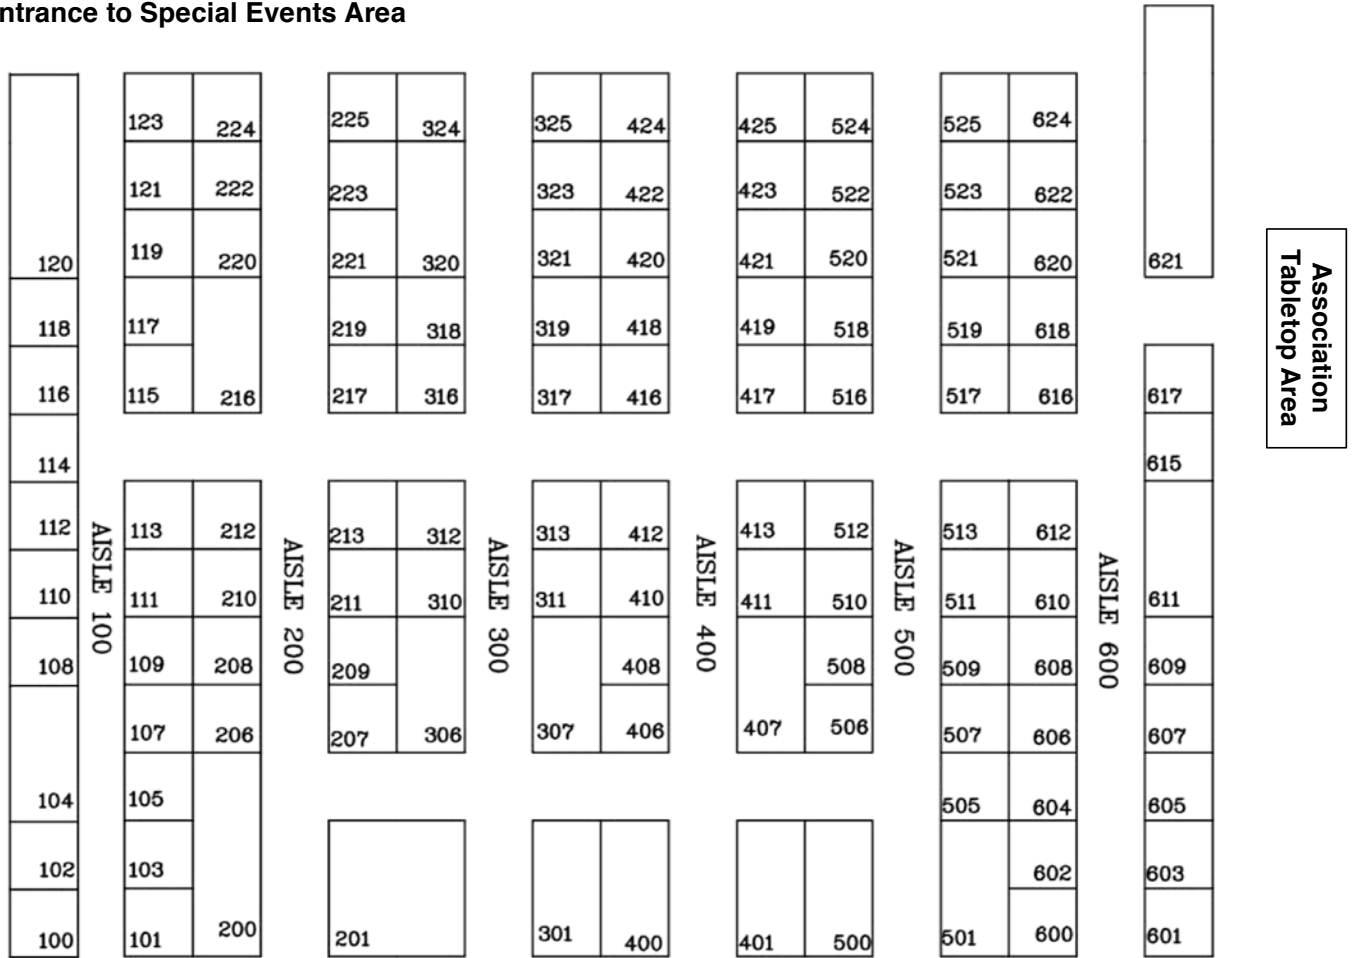 ntrance to Special Events Area
123 224 225 324 325 424 425 524 525 624
121 222 223 323 422 423 522 523 622
120 119 220 221 320 321 420 421 520 521 620 621
118 117 219 318 319 418 419 518 519 618
116 115 216 217 316 317 416 417 516 517 616 617
114 615
112 113 212 213 312 313 412 413 512 513 612
110 111 210 211 310 311 410 411 510 511 610 611
108 109 208 209 408 508 509 608 609
107 206 207 306 307 406 407 506 507 606 607
104 105 505 604 605
102 103 602 603
100 101 200 201 301 400 401 500 501 600 601
AISLE 100
AISLE 200
AISLE 300
AISLE 400
AISLE 500
AISLE 600
Association
Tabletop Area